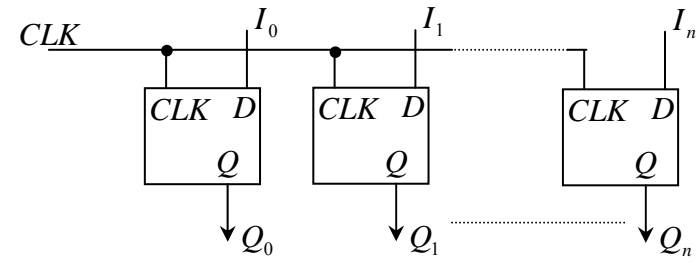 CLK I₀ I₁ Iₙ
CLK D CLK D CLK D
Q Q Q
Q₀ Q₁ Qₙ